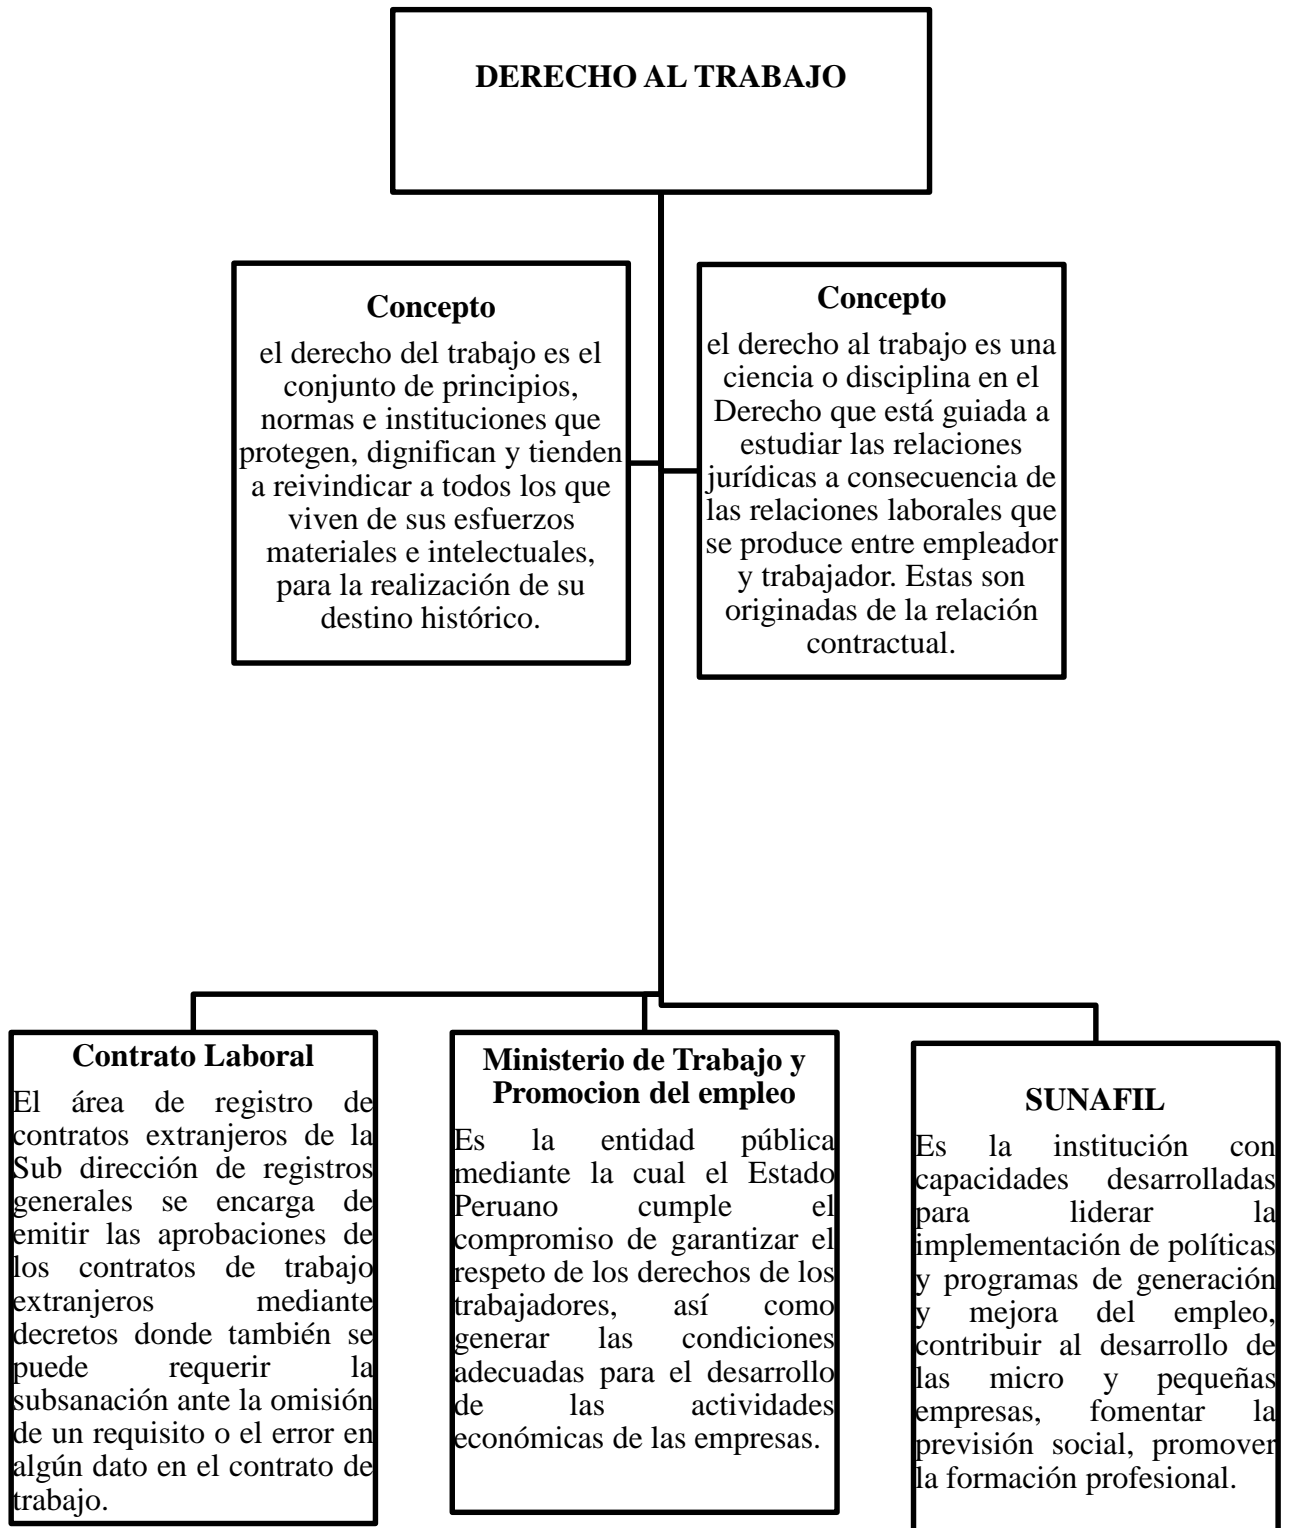 DERECHO AL TRABAJO
Concepto
el derecho del trabajo es el
conjunto de principios,
normas e instituciones que
protegen, dignifican y tienden
a reivindicar a todos los que
viven de sus esfuerzos
materiales e intelectuales,
para la realización de su
destino histórico.
Concepto
el derecho al trabajo es una
ciencia o disciplina en el
Derecho que está guiada a
estudiar las relaciones
jurídicas a consecuencia de
las relaciones laborales que
se produce entre empleador
y trabajador. Estas son
originadas de la relación
contractual.
Contrato Laboral
El área de registro de
contratos extranjeros de la
Sub dirección de registros
generales se encarga de
emitir las aprobaciones de
los contratos de trabajo
extranjeros mediante
decretos donde también se
puede requerir la
subsanación ante la omisión
de un requisito o el error en
algún dato en el contrato de
trabajo.
Ministerio de Trabajo y
Promocion del empleo
Es la entidad pública
mediante la cual el Estado
Peruano cumple el
compromiso de garantizar el
respeto de los derechos de los
trabajadores, así como
generar las condiciones
adecuadas para el desarrollo
de las actividades
económicas de las empresas.
SUNAFIL
Es la institución con
capacidades desarrolladas
para liderar la
implementación de políticas
y programas de generación
y mejora del empleo,
contribuir al desarrollo de
las micro y pequeñas
empresas, fomentar la
previsión social, promover
la formación profesional.